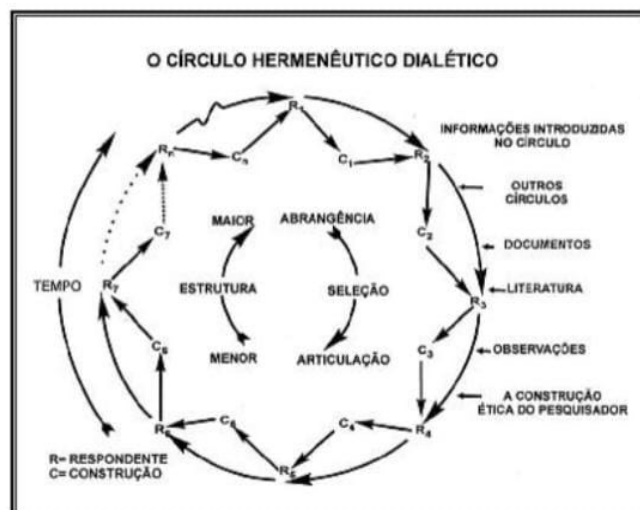 O CÍRCULO HERMENÊUTICO DIALÉTICO
R1
C1
R2
INFORMAÇÕES INTRODUZIDAS
NO CÍRCULO
OUTROS
CÍRCULOS
C2
DOCUMENTOS
R3
LITERATURA
C3
OBSERVAÇÕES
R4
A CONSTRUÇÃO
ÉTICA DO PESQUISADOR
C4
R5
C5
R6
C6
R7
C7
Rn
Cn
TEMPO
MAIOR
ABRANGÊNCIA
ESTRUTURA
SELEÇÃO
MENOR
ARTICULAÇÃO
R= RESPONDENTE
C= CONSTRUÇÃO